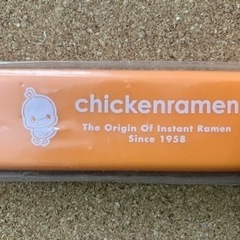 chickenramen
The Origin Of Instant Ramen
Since 1958